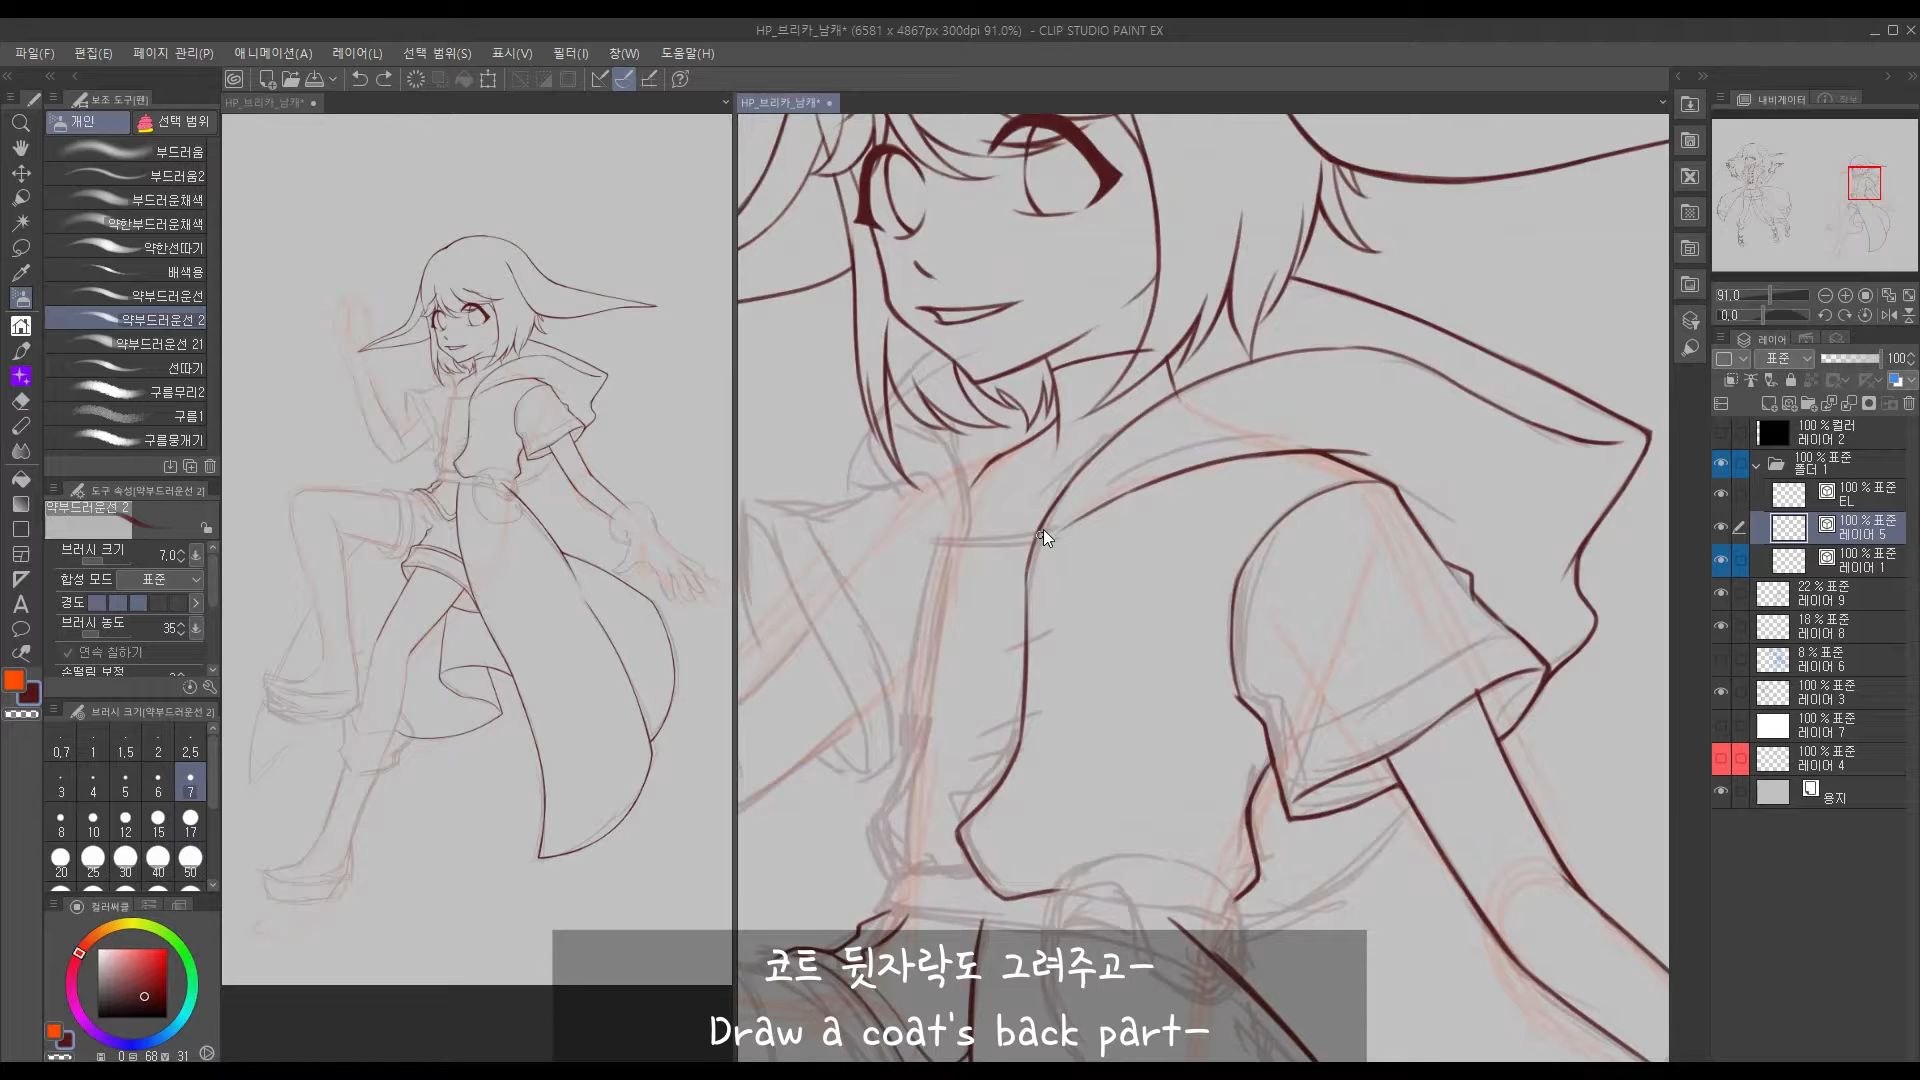 HP_브리카_남캐* (6581 x 4867px 300dpi 91.0%) - CLIP STUDIO PAINT EX
파일(F) 편집(E) 페이지 관리(P) 애니메이션(A) 레이어(L) 선택 범위(S) 표시(V) 필터(I) 창(W) 도움말(H)
보조 도구(펜)
HP_브리카_남캐*
HP_브리카_남캐*
내비게이터
정보
개인
선택 범위
부드러움
부드러움2
부드러운채색
약한부드러운채색
약한선따기
배색용
약부드러운선
약부드러운선 2
약부드러운선 21
선따기
구름무리2
구름1
구름뭉개기
도구 속성[약부드러운선 2]
약부드러운선 2
브러시 크기 7.0
합성 모드 표준
경도
브러시 농도 35
연속 칠하기
손떨림 보정
브러시 크기[약부드러운선 2]
0.7 1 1.5 2 2.5
3 4 5 6 7
8 10 12 15 17
20 25 30 40 50
컬러써클
0 68 31
91.0
0.0
레이어
표준 100
100 % 컬러
레이어 2
100 % 표준
폴더 1
100 % 표준
EL
100 % 표준
레이어 5
100 % 표준
레이어 1
22 % 표준
레이어 9
18 % 표준
레이어 8
8 % 표준
레이어 6
100 % 표준
레이어 3
100 % 표준
레이어 7
100 % 표준
레이어 4
용지
코트 뒷자락도 그려주고-
Draw a coat's back part-